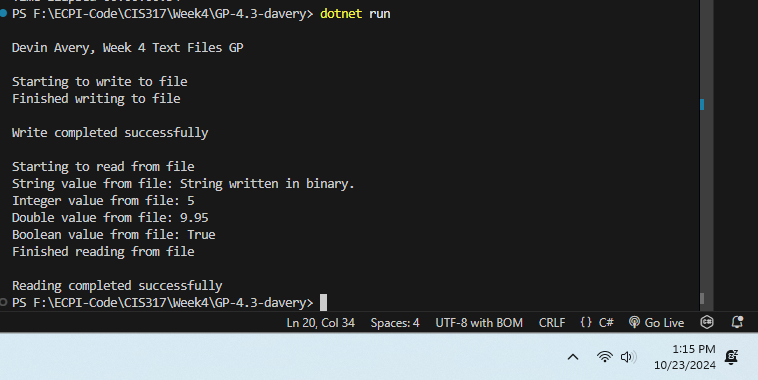 PS F:\ECPI-Code\CIS317\Week4\GP-4.3-davery> dotnet run
Devin Avery, Week 4 Text Files GP
Starting to write to file
Finished writing to file
Write completed successfully
Starting to read from file
String value from file: String written in binary.
Integer value from file: 5
Double value from file: 9.95
Boolean value from file: True
Finished reading from file
Reading completed successfully
PS F:\ECPI-Code\CIS317\Week4\GP-4.3-davery>
Ln 20, Col 34 Spaces: 4 UTF-8 with BOM CRLF {} C# Go Live
1:15 PM
10/23/2024